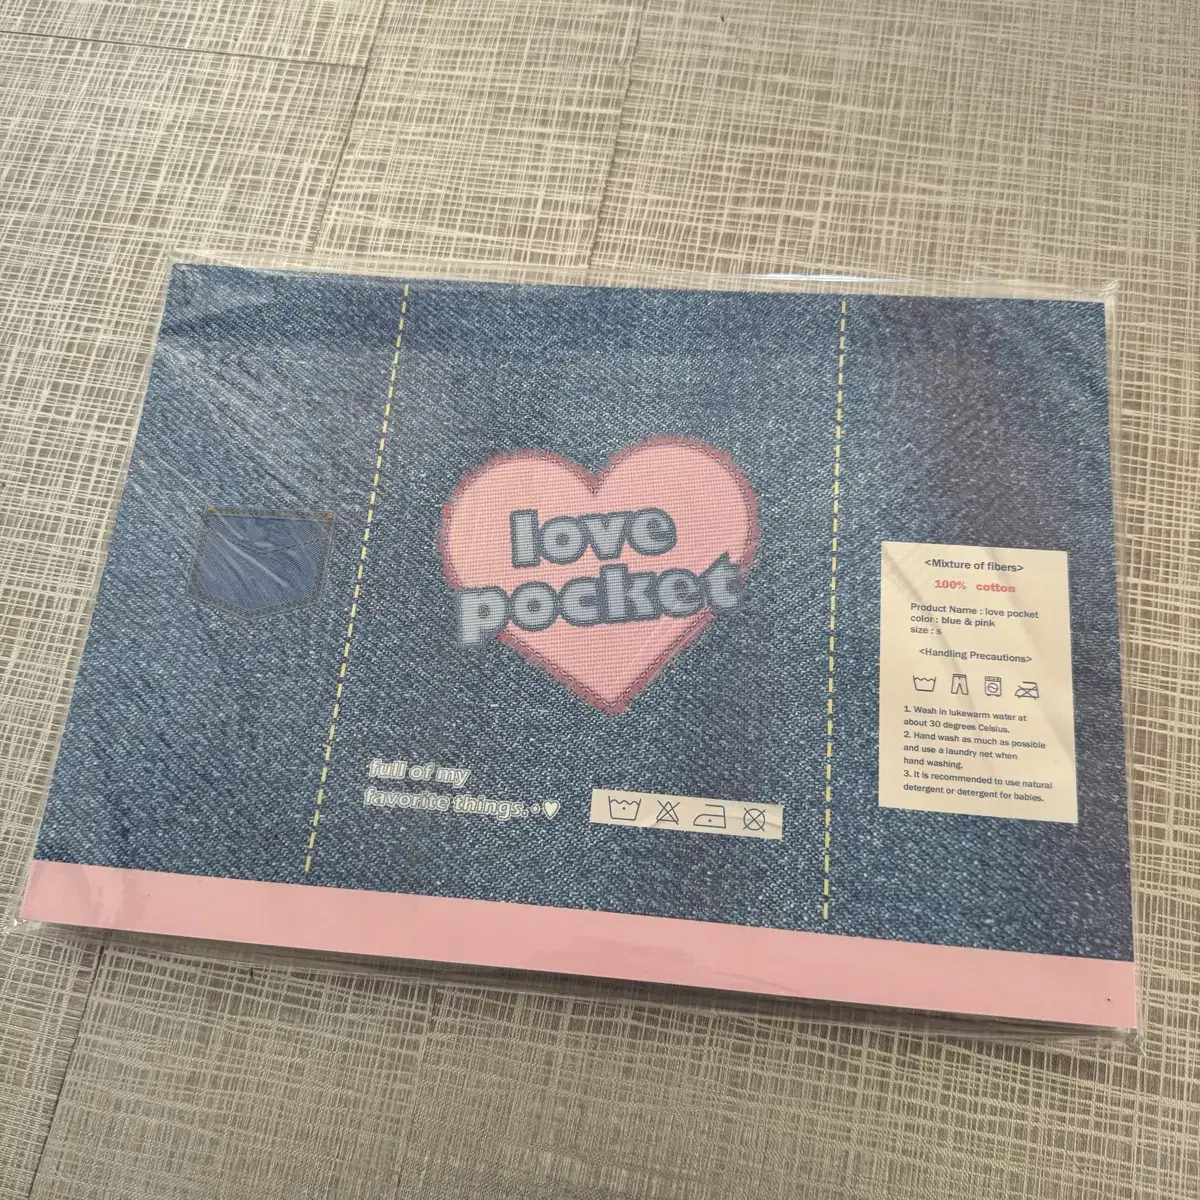 love
pocket
full of my
favorite things.•♥
<Mixture of fibers>
100% cotton
Product Name : love pocket
color : blue & pink
size : s
<Handling Precautions>
1. Wash in lukewarm water at
about 30 degrees Celsius.
2. Hand wash as much as possible
and use a laundry net when
hand washing.
3. It is recommended to use natural
detergent or detergent for babies.